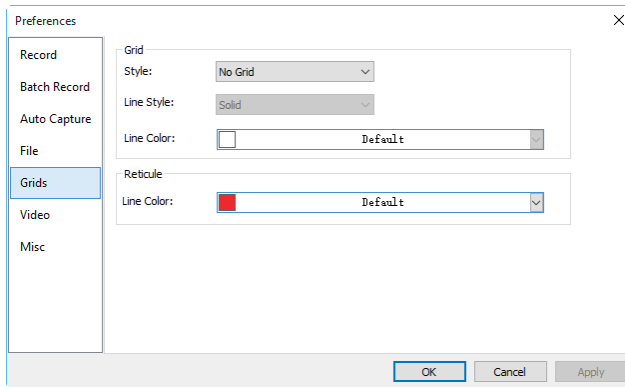 Preferences
Record
Batch Record
Auto Capture
File
Grids
Video
Misc
Grid
Style:
No Grid
Line Style:
Solid
Line Color:
Default
Reticule
Line Color:
Default
OK
Cancel
Apply